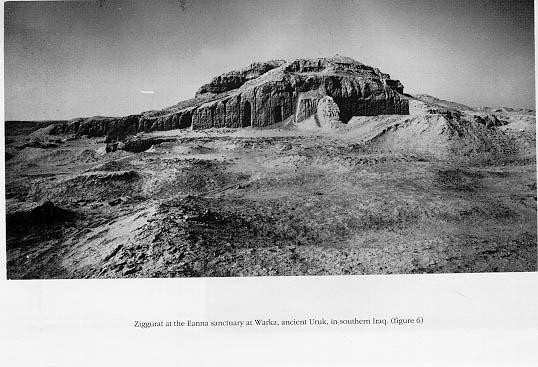 Ziggurat at the Eanna sanctuary at Warka, ancient Uruk, in southern Iraq. (figure 6)